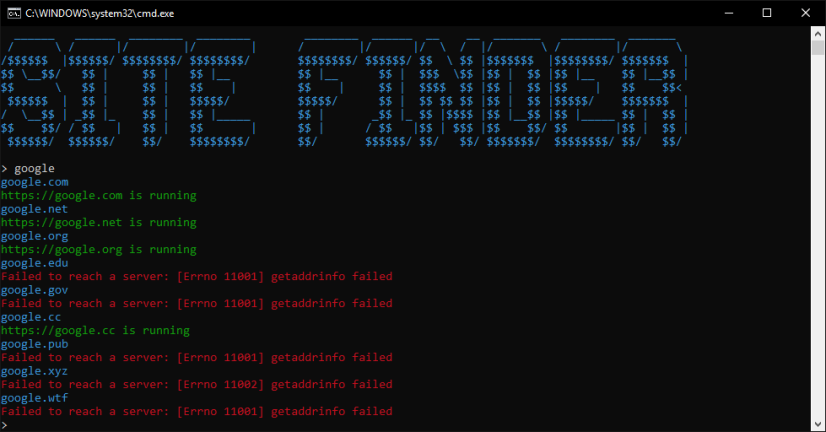 C:\WINDOWS\system32\cmd.exe
SITE FINDER
> google
google.com
https://google.com is running
google.net
https://google.net is running
google.org
https://google.org is running
google.edu
Failed to reach a server: [Errno 11001] getaddrinfo failed
google.gov
Failed to reach a server: [Errno 11001] getaddrinfo failed
google.cc
https://google.cc is running
google.pub
Failed to reach a server: [Errno 11001] getaddrinfo failed
google.xyz
Failed to reach a server: [Errno 11002] getaddrinfo failed
google.wtf
Failed to reach a server: [Errno 11001] getaddrinfo failed
>